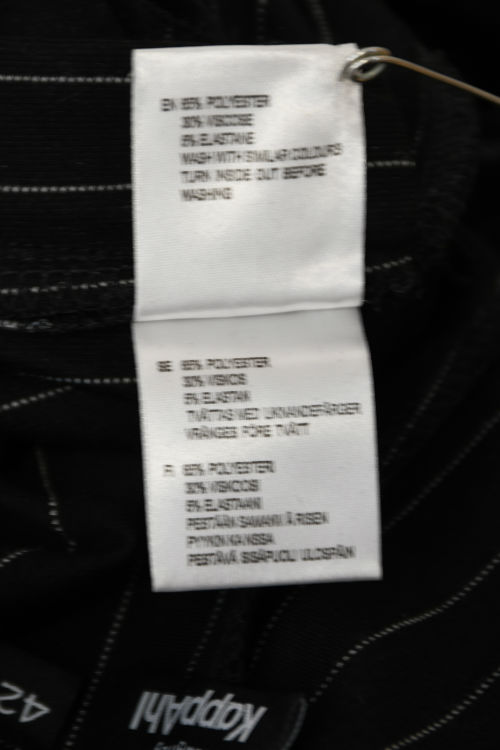 EN 65% POLYESTER
30% VISCOSE
5% ELASTANE
WASH WITH SIMILAR COLOURS
TURN INSIDE OUT BEFORE
WASHING
SE 65% POLYESTER
30% VISKOS
5% ELASTAN
TVÄTTAS MED LIKNANDE FÄRGER
VRÄNGES FÖRE TVÄTT
FI 65% POLYESTERI
30% VISKOOSI
5% ELASTAANI
PESTÄVÄ SISÄPUOLI ULOSPÄIN
42
KappAhl